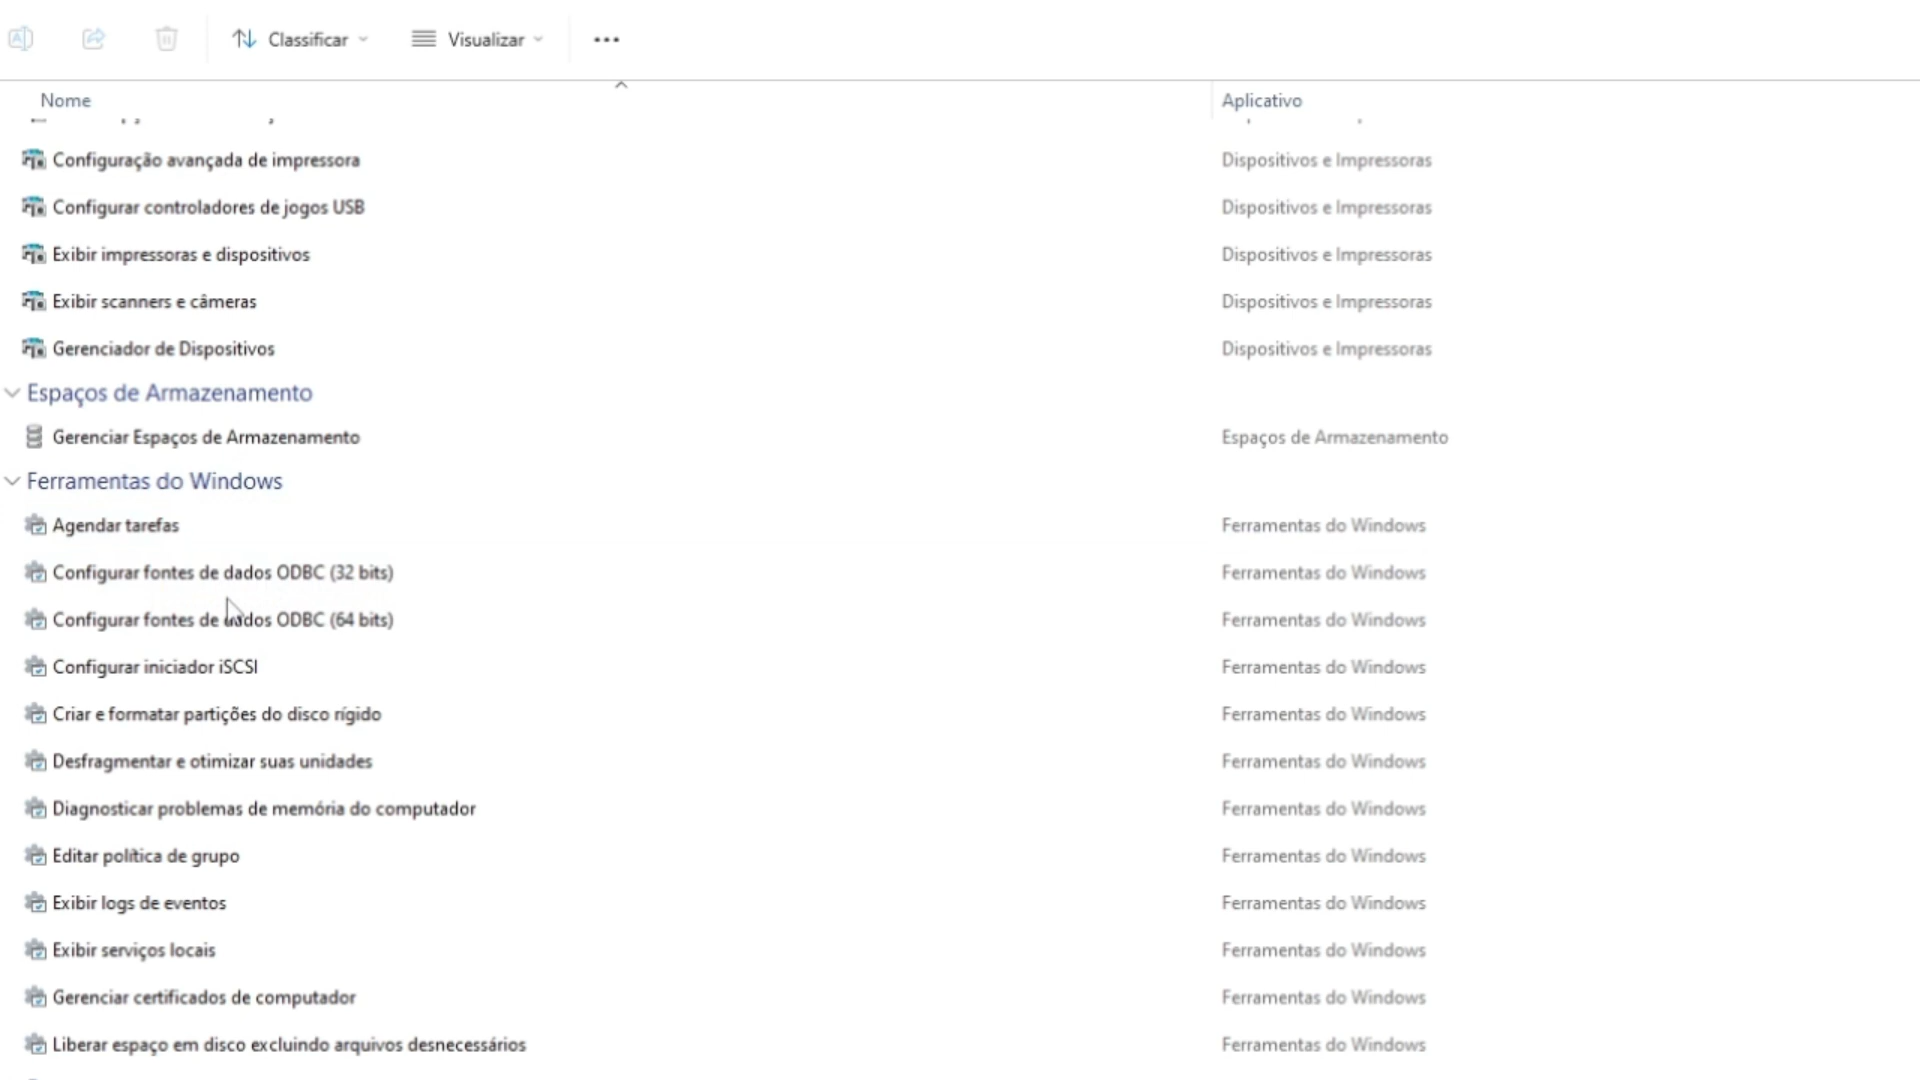 Classificar
Visualizar
Nome Aplicativo
Configuração avançada de impressora Dispositivos e Impressoras
Configurar controladores de jogos USB Dispositivos e Impressoras
Exibir impressoras e dispositivos Dispositivos e Impressoras
Exibir scanners e câmeras Dispositivos e Impressoras
Gerenciador de Dispositivos Dispositivos e Impressoras
Espaços de Armazenamento
Gerenciar Espaços de Armazenamento Espaços de Armazenamento
Ferramentas do Windows
Agendar tarefas Ferramentas do Windows
Configurar fontes de dados ODBC (32 bits) Ferramentas do Windows
Configurar fontes de dados ODBC (64 bits) Ferramentas do Windows
Configurar iniciador iSCSI Ferramentas do Windows
Criar e formatar partições do disco rígido Ferramentas do Windows
Desfragmentar e otimizar suas unidades Ferramentas do Windows
Diagnosticar problemas de memória do computador Ferramentas do Windows
Editar política de grupo Ferramentas do Windows
Exibir logs de eventos Ferramentas do Windows
Exibir serviços locais Ferramentas do Windows
Gerenciar certificados de computador Ferramentas do Windows
Liberar espaço em disco excluindo arquivos desnecessários Ferramentas do Windows